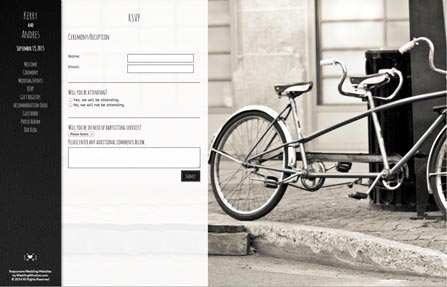 Kerry
and
Andres
September 19, 2015
Welcome
Ceremony
Wedding Events
RSVP
Gift Registry
Accommodation Ideas
Guestbook
Photo Album
Our Blog
Responsive Wedding Websites
by WeddingWindow.com
© 2014 All Rights Reserved
RSVP
Ceremony/Reception
Name:
Email:
Will you be attending?
Yes, we will be attending.
No, we will not be attending.
Will you be in need of babysitting services?
Please Select...
Please enter any additional comments below.
Submit